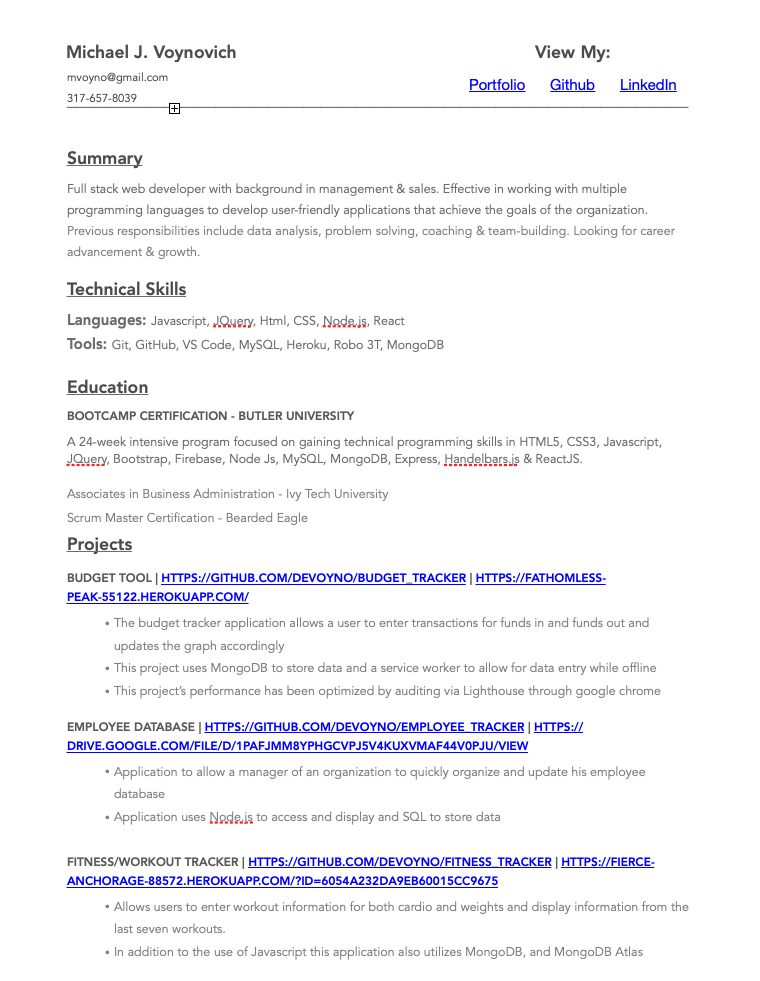 Michael J. Voynovich
View My:
mvoyno@gmail.com
Portfolio Github LinkedIn
317-657-8039
Summary
Full stack web developer with background in management & sales. Effective in working with multiple
programming languages to develop user-friendly applications that achieve the goals of the organization.
Previous responsibilities include data analysis, problem solving, coaching & team-building. Looking for career
advancement & growth.
Technical Skills
Languages: Javascript, JQuery, Html, CSS, Node.js, React
Tools: Git, GitHub, VS Code, MySQL, Heroku, Robo 3T, MongoDB
Education
BOOTCAMP CERTIFICATION - BUTLER UNIVERSITY
A 24-week intensive program focused on gaining technical programming skills in HTML5, CSS3, Javascript,
JQuery, Bootstrap, Firebase, Node Js, MySQL, MongoDB, Express, Handelbars.js & ReactJS.
Associates in Business Administration - Ivy Tech University
Scrum Master Certification - Bearded Eagle
Projects
BUDGET TOOL | HTTPS://GITHUB.COM/DEVOYNO/BUDGET_TRACKER | HTTPS://FATHOMLESS-
PEAK-55122.HEROKUAPP.COM/
• The budget tracker application allows a user to enter transactions for funds in and funds out and
updates the graph accordingly
• This project uses MongoDB to store data and a service worker to allow for data entry while offline
• This project’s performance has been optimized by auditing via Lighthouse through google chrome
EMPLOYEE DATABASE | HTTPS://GITHUB.COM/DEVOYNO/EMPLOYEE_TRACKER | HTTPS://
DRIVE.GOOGLE.COM/FILE/D/1PAFJMM8YPHGCVPJ5V4KUXVMAF44V0PJU/VIEW
• Application to allow a manager of an organization to quickly organize and update his employee
database
• Application uses Node.js to access and display and SQL to store data
FITNESS/WORKOUT TRACKER | HTTPS://GITHUB.COM/DEVOYNO/FITNESS_TRACKER | HTTPS://FIERCE-
ANCHORAGE-88572.HEROKUAPP.COM/?ID=6054A232DA9EB60015CC9675
• Allows users to enter workout information for both cardio and weights and display information from the
last seven workouts.
• In addition to the use of Javascript this application also utilizes MongoDB, and MongoDB Atlas